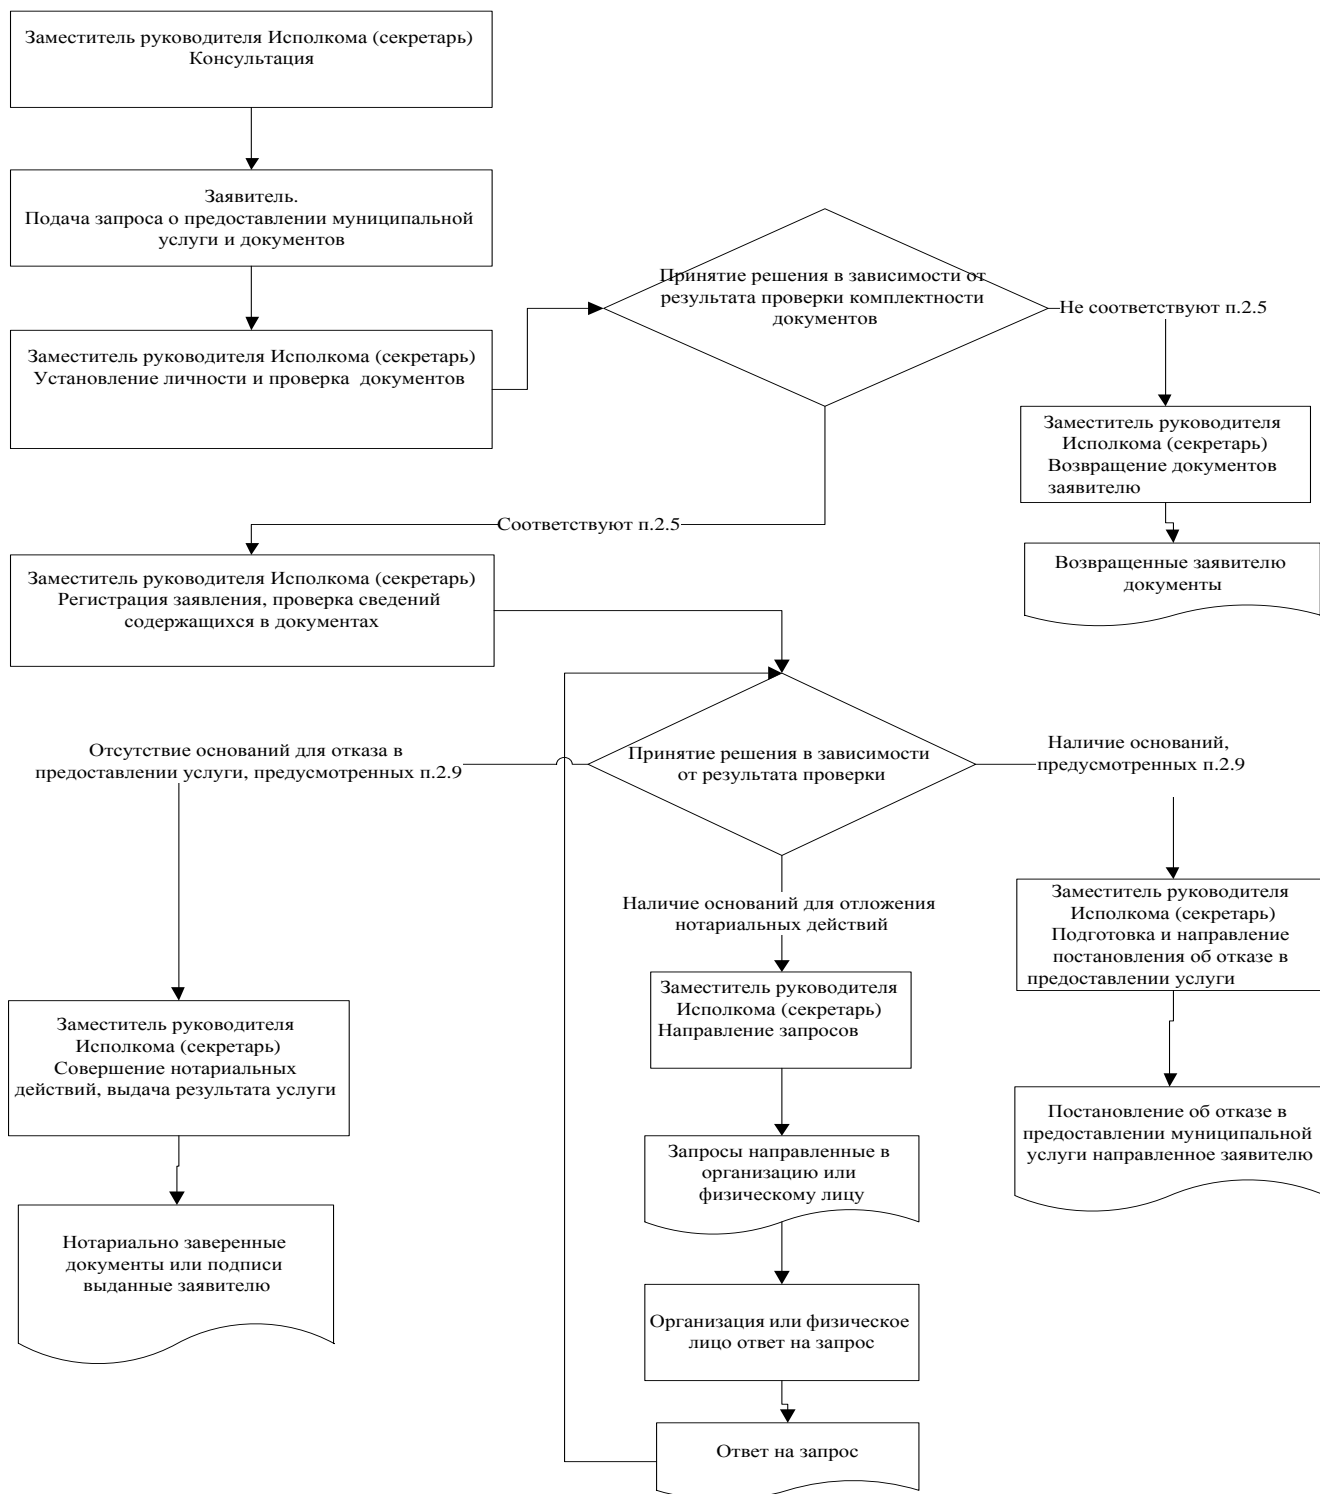 Заместитель руководителя Исполкома (секретарь)
Консультация
Заявитель.
Подача запроса о предоставлении муниципальной
услуги и документов
Принятие решения в зависимости от
результата проверки комплектности
документов
Не соответствуют п.2.5
Заместитель руководителя Исполкома (секретарь)
Установление личности и проверка документов
Заместитель руководителя
Исполкома (секретарь)
Возвращение документов
заявителю
Соответствуют п.2.5
Возвращенные заявителю
документы
Заместитель руководителя Исполкома (секретарь)
Регистрация заявления, проверка сведений
содержащихся в документах
Отсутствие оснований для отказа в
предоставлении услуги, предусмотренных п.2.9
Принятие решения в зависимости
от результата проверки
Наличие оснований,
предусмотренных п.2.9
Наличие оснований для отложения
нотариальных действий
Заместитель руководителя
Исполкома (секретарь)
Подготовка и направление
постановления об отказе в
предоставлении услуги
Заместитель руководителя
Исполкома (секретарь)
Направление запросов
Заместитель руководителя
Исполкома (секретарь)
Совершение нотариальных
действий, выдача результата услуги
Постановление об отказе в
предоставлении муниципальной
услуги направленное заявителю
Запросы направленные в
организацию или
физическому лицу
Нотариально заверенные
документы или подписи
выданные заявителю
Организация или физическое
лицо ответ на запрос
Ответ на запрос